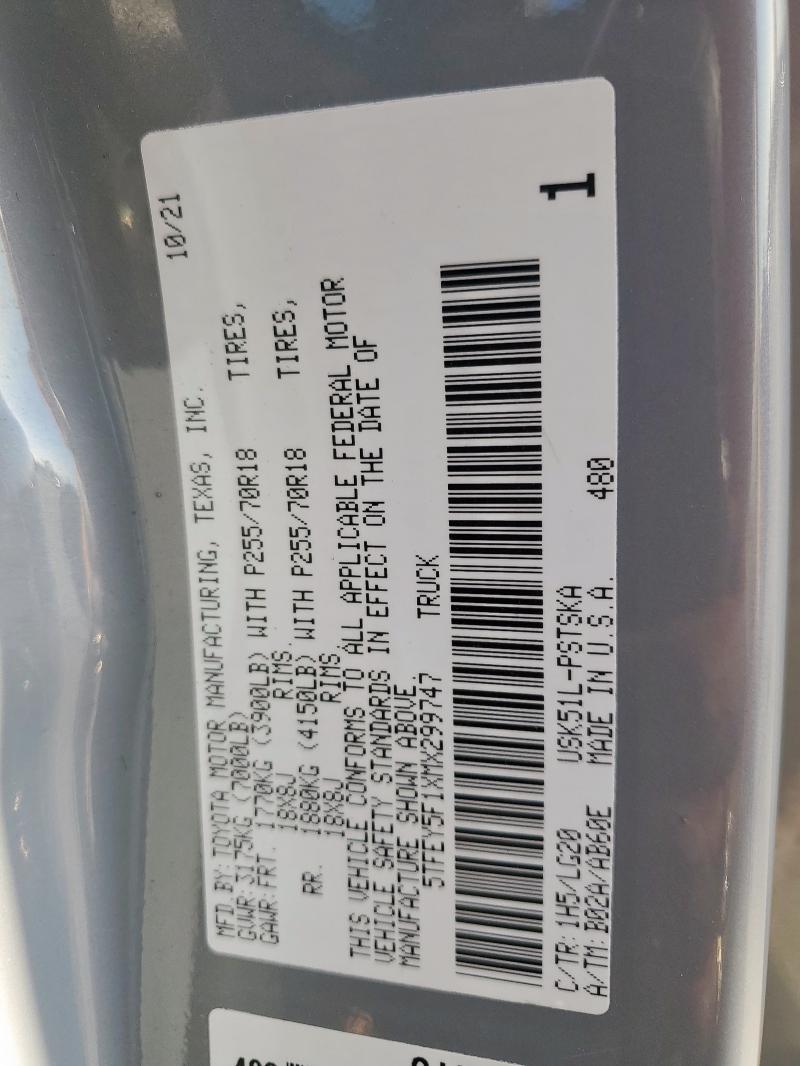 MFD.BY: TOYOTA MOTOR MANUFACTURING, TEXAS, INC. 10/21
GVWR: 3175KG (7000LB)
GAWR: FRT. 1770KG (3900LB) WITH P255/70R18 TIRES,
18X8J RIMS.
RR. 1880KG (4150LB) WITH P255/70R18 TIRES,
18X8J RIMS.
THIS VEHICLE CONFORMS TO ALL APPLICABLE FEDERAL MOTOR
VEHICLE SAFETY STANDARDS IN EFFECT ON THE DATE OF
MANUFACTURE SHOWN ABOVE.
5TFEY5F1XMX299747 TRUCK
1
C/TR: 1H5/LG20 USK51L-PSTSKA 480
A/TM: B02A/AB60E MADE IN U.S.A.